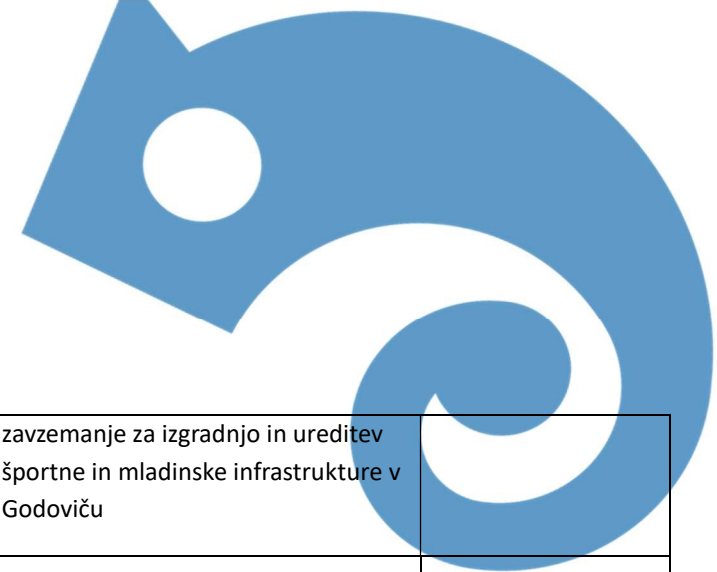 zavzemanje za izgradnjo in ureditev
športne in mladinske infrastrukture v
Godoviču